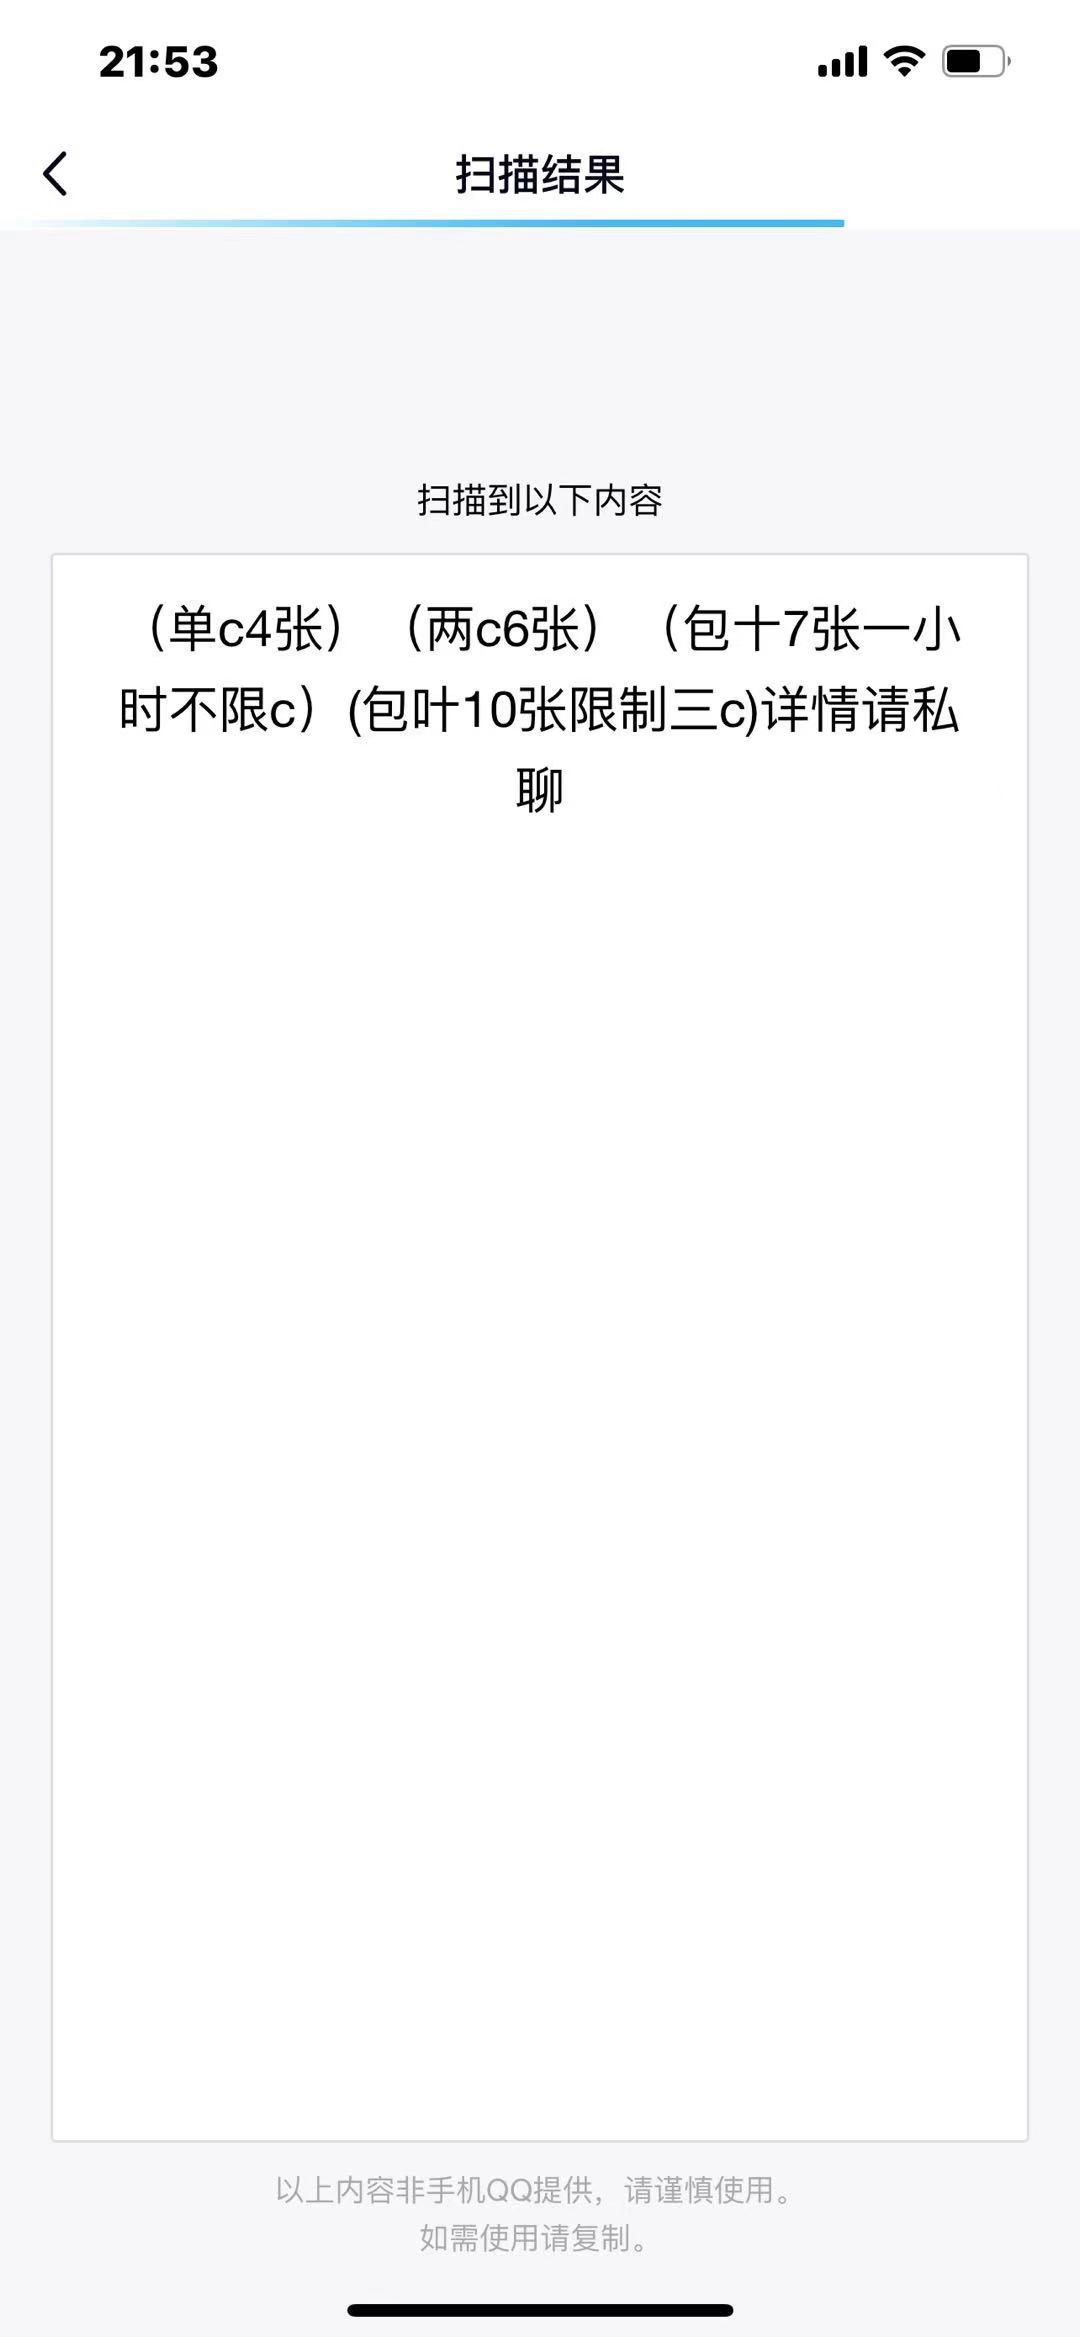 21:53
扫描结果
扫描到以下内容
（单c4张）（两c6张）（包十7张一小
时不限c）(包叶10张限制三c)详情请私
聊
以上内容非手机QQ提供，请谨慎使用。
如需使用请复制。